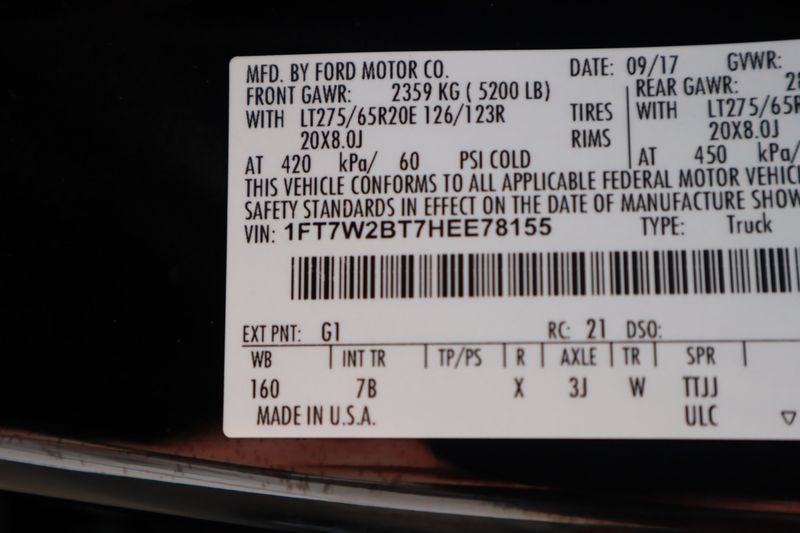 MFD. BY FORD MOTOR CO. DATE: 09/17 GVWR:
FRONT GAWR: 2359 KG ( 5200 LB) REAR GAWR: 28
WITH LT275/65R20E 126/123R TIRES WITH LT275/65R
20X8.0J RIMS 20X8.0J
AT 420 kPa/ 60 PSI COLD AT 450 kPa/
THIS VEHICLE CONFORMS TO ALL APPLICABLE FEDERAL MOTOR VEHIC
SAFETY STANDARDS IN EFFECT ON THE DATE OF MANUFACTURE SHOW
VIN: 1FT7W2BT7HEE78155 TYPE: Truck
EXT PNT: G1 RC: 21 DSO:
WB INT TR TP/PS R AXLE TR SPR
160 7B X 3J W TTJJ
MADE IN U.S.A. ULC